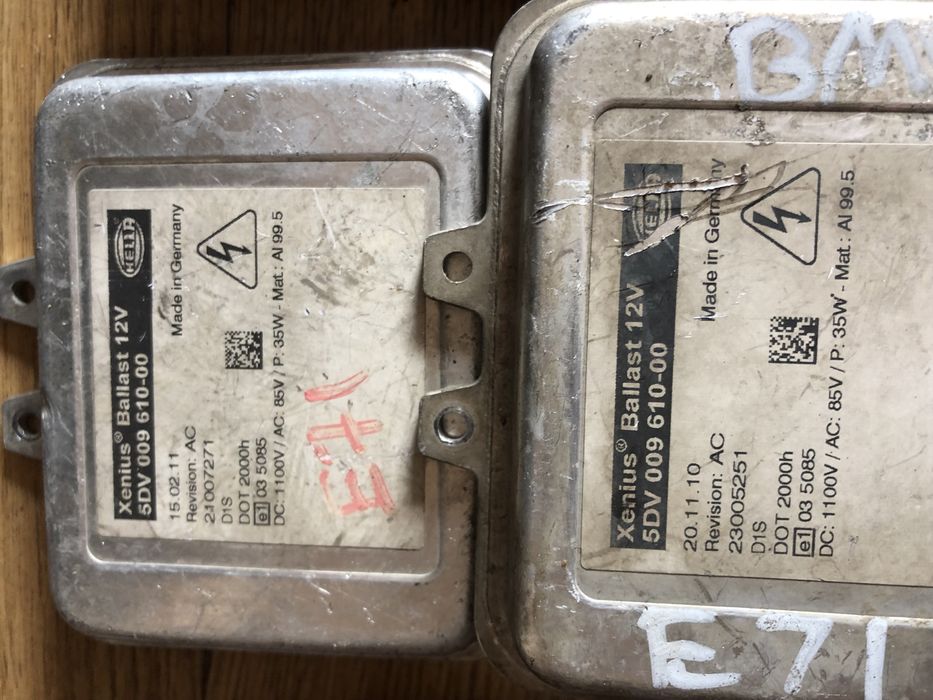 HELLA
Xenius® Ballast 12V
5DV 009 610-00
Made in Germany
15.02.11
Revision: AC
21007271
D1S
DOT 2000h
e1 03 5085
DC: 1100V / AC: 85V / P: 35W - Mat.: Al 99.5
E71
BMW
HELLA
Xenius® Ballast 12V
5DV 009 610-00
Made in Germany
20.11.10
Revision: AC
23005251
D1S
DOT 2000h
e1 03 5085
DC: 1100V / AC: 85V / P: 35W - Mat.: Al 99.5
E71